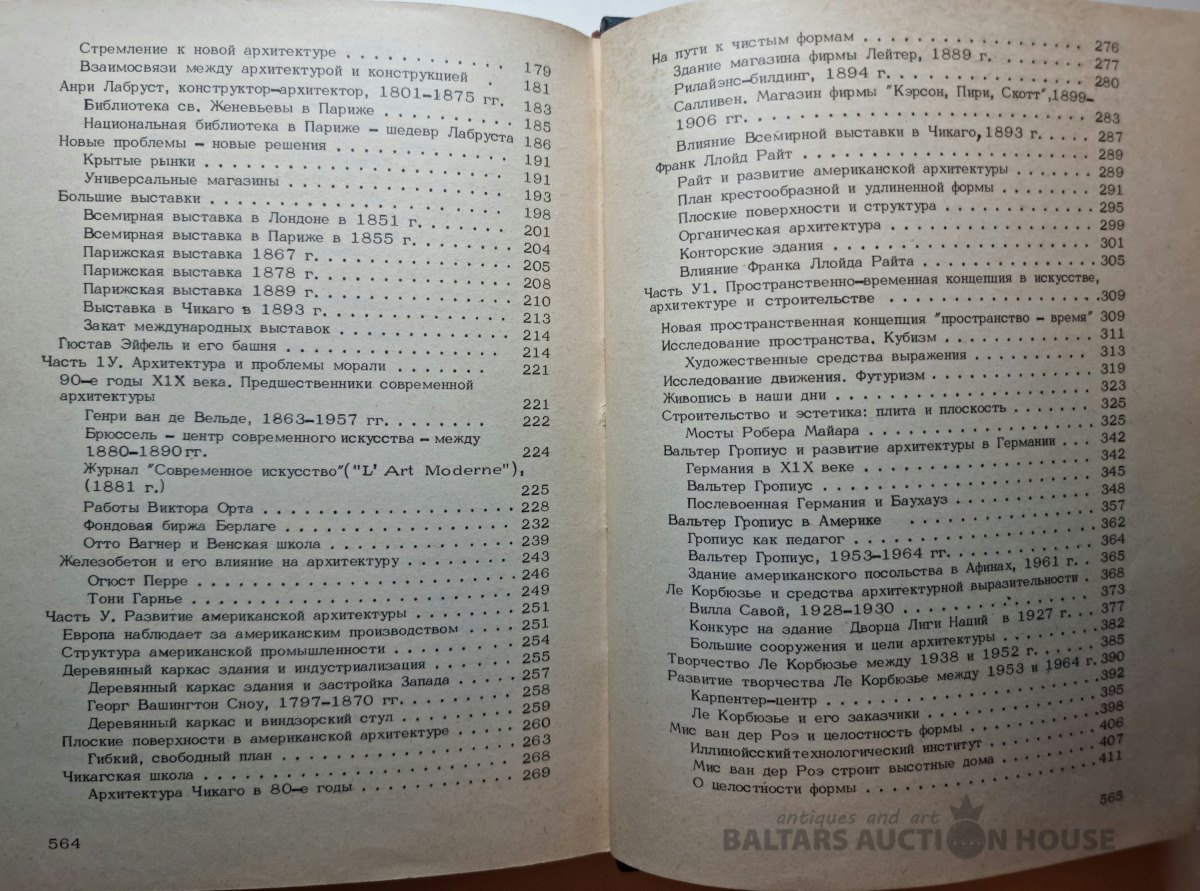 Стремление к новой архитектуре . . . . . . . . . . . 179
Взаимосвязи между архитектурой и конструкцией . 181
Анри Лабруст, конструктор-архитектор, 1801-1875 гг. 183
Библиотека св. Женевьевы в Париже . . . . . . . . 185
Национальная библиотека в Париже - шедевр Лабруста 186
Новые проблемы - новые решения . . . . . . . . . . . 191
Крытые рынки . . . . . . . . . . . . . . . . . . . 191
Универсальные магазины . . . . . . . . . . . . . . 193
Большие выставки . . . . . . . . . . . . . . . . . . 198
Всемирная выставка в Лондоне в 1851 г. . . . . . . 201
Всемирная выставка в Париже в 1855 г. . . . . . . 204
Парижская выставка 1867 г. . . . . . . . . . . . . 205
Парижская выставка 1878 г. . . . . . . . . . . . . 208
Парижская выставка 1889 г. . . . . . . . . . . . . 210
Выставка в Чикаго в 1893 г. . . . . . . . . . . . 213
Закат международных выставок . . . . . . . . . . . 214
Гюстав Эйфель и его башня . . . . . . . . . . . . . . 214
Часть 1У. Архитектура и проблемы морали . . . . . . . 221
90-е годы Х1Х века. Предшественники современной
архитектуры 221
Генри ван де Вельде, 1863-1957 гг. . . . . . . . . 222
Брюссель - центр современного искусства - между
1880-1890 гг. 224
Журнал "Современное искусство"("L' Art Moderne"),
(1881 г.) 225
Работы Виктора Орта . . . . . . . . . . . . . . . 228
Фондовая биржа Берлаге . . . . . . . . . . . . . . 232
Отто Вагнер и Венская школа . . . . . . . . . . . 239
Железобетон и его влияние на архитектуру . . . . . . 243
Огюст Перре . . . . . . . . . . . . . . . . . . . 246
Тони Гарнье . . . . . . . . . . . . . . . . . . . 249
Часть У. Развитие американской архитектуры . . . . . . 251
Европа наблюдает за американским производством . . . . 251
Структура американской промышленности . . . . . . . . 254
Деревянный каркас здания и индустриализация . . . . . 255
Деревянный каркас здания и застройка Запада . . . 257
Георг Вашингтон Сноу, 1797-1870 гг. . . . . . . . 258
Деревянный каркас и виндзорский стул . . . . . . . 259
Плоские поверхности в американской архитектуре . . . . 260
Гибкий, свободный план . . . . . . . . . . . . . . 263
Чикагская школа . . . . . . . . . . . . . . . . . . . 268
Архитектура Чикаго в 80-е годы . . . . . . . . . . 269
564
На пути к чистым формам . . . . . . . . . . . . . . . 276
Здание магазина фирмы Лейтер, 1889 г. . . . . . . 277
Рилайэнс-билдинг, 1894 г. . . . . . . . . . . . . 280
Салливен. Магазин фирмы "Кэрсон, Пири, Скотт",1899-
1906 гг. . . . . . . . . . . . . . . . . . . . . . 283
Влияние Всемирной выставки в Чикаго,1893 г. . . . . 287
Франк Ллойд Райт . . . . . . . . . . . . . . . . . . 289
Райт и развитие американской архитектуры . . . . . 289
План крестообразной и удлиненной формы . . . . . . 291
Плоские поверхности и структура . . . . . . . . . . 295
Органическая архитектура . . . . . . . . . . . . . 299
Конторские здания . . . . . . . . . . . . . . . . . 301
Влияние Франка Ллойда Райта . . . . . . . . . . . . 305
Часть У1. Пространственно-временная концепция в искусстве,
архитектуре и строительстве . . . . . . . . . . . . .309
Новая пространственная концепция "пространство - время" 309
Исследование пространства. Кубизм . . . . . . . . . . 311
Художественные средства выражения . . . . . . . . . 313
Исследование движения. Футуризм . . . . . . . . . . . 319
Живопись в наши дни . . . . . . . . . . . . . . . . . 323
Строительство и эстетика: плита и плоскость . . . . . . 325
Мосты Робера Майара . . . . . . . . . . . . . . . . 325
Вальтер Гропиус и развитие архитектуры в Германии . . . 342
Германия в Х1Х веке . . . . . . . . . . . . . . . . 342
Вальтер Гропиус . . . . . . . . . . . . . . . . . . 345
Послевоенная Германия и Баухауз . . . . . . . . . . 348
Вальтер Гропиус в Америке . . . . . . . . . . . . . . 357
Гропиус как педагог . . . . . . . . . . . . . . . . 362
Вальтер Гропиус, 1953-1964 гг. . . . . . . . . . . 364
Здание американского посольства в Афинах, 1961 г. . 365
Ле Корбюзье и средства архитектурной выразительности . 368
Вилла Савой, 1928-1930 . . . . . . . . . . . . . . 373
Конкурс на здание Дворца Лиги Наций в 1927 г. . . . 377
Большие сооружения и цели архитектуры . . . . . . . 382
Творчество Ле Корбюзье между 1938 и 1952 г. . . . . . 385
Развитие творчества Ле Корбюзье между 1953 и 1964 г. 390
Карпентер-центр . . . . . . . . . . . . . . . . . . 392
Ле Корбюзье и его заказчики . . . . . . . . . . . . 395
Мис ван дер Роэ и целостность формы . . . . . . . . . .398
Иллинойсский технологический институт . . . . . . . . 406
Мис ван дер Роэ строит высотные дома . . . . . . . . 407
О целостности формы . . . . . . . . . . . . . . . . 411
565
antiques and art
BALTARS AUCTION HOUSE